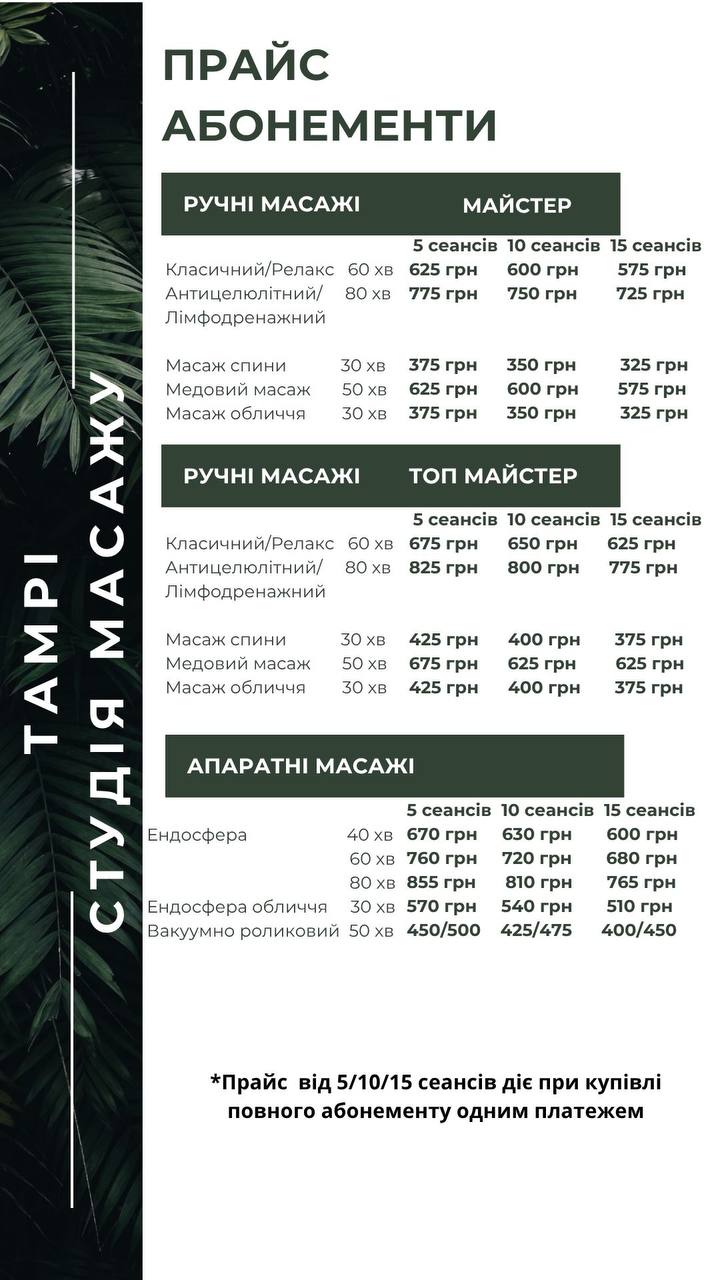 ТАМРІ
СТУДІЯ МАСАЖУ
ПРАЙС
АБОНЕМЕНТИ
РУЧНІ МАСАЖІ МАЙСТЕР
5 сеансів 10 сеансів 15 сеансів
Класичний/Релакс 60 хв 625 грн 600 грн 575 грн
Антицелюлітний/ 80 хв 775 грн 750 грн 725 грн
Лімфодренажний
Масаж спини 30 хв 375 грн 350 грн 325 грн
Медовий масаж 50 хв 625 грн 600 грн 575 грн
Масаж обличчя 30 хв 375 грн 350 грн 325 грн
РУЧНІ МАСАЖІ ТОП МАЙСТЕР
5 сеансів 10 сеансів 15 сеансів
Класичний/Релакс 60 хв 675 грн 650 грн 625 грн
Антицелюлітний/ 80 хв 825 грн 800 грн 775 грн
Лімфодренажний
Масаж спини 30 хв 425 грн 400 грн 375 грн
Медовий масаж 50 хв 675 грн 625 грн 625 грн
Масаж обличчя 30 хв 425 грн 400 грн 375 грн
АПАРАТНІ МАСАЖІ
5 сеансів 10 сеансів 15 сеансів
Ендосфера 40 хв 670 грн 630 грн 600 грн
60 хв 760 грн 720 грн 680 грн
80 хв 855 грн 810 грн 765 грн
Ендосфера обличчя 30 хв 570 грн 540 грн 510 грн
Вакуумно роликовий 50 хв 450/500 425/475 400/450
*Прайс від 5/10/15 сеансів діє при купівлі
повного абонементу одним платежем